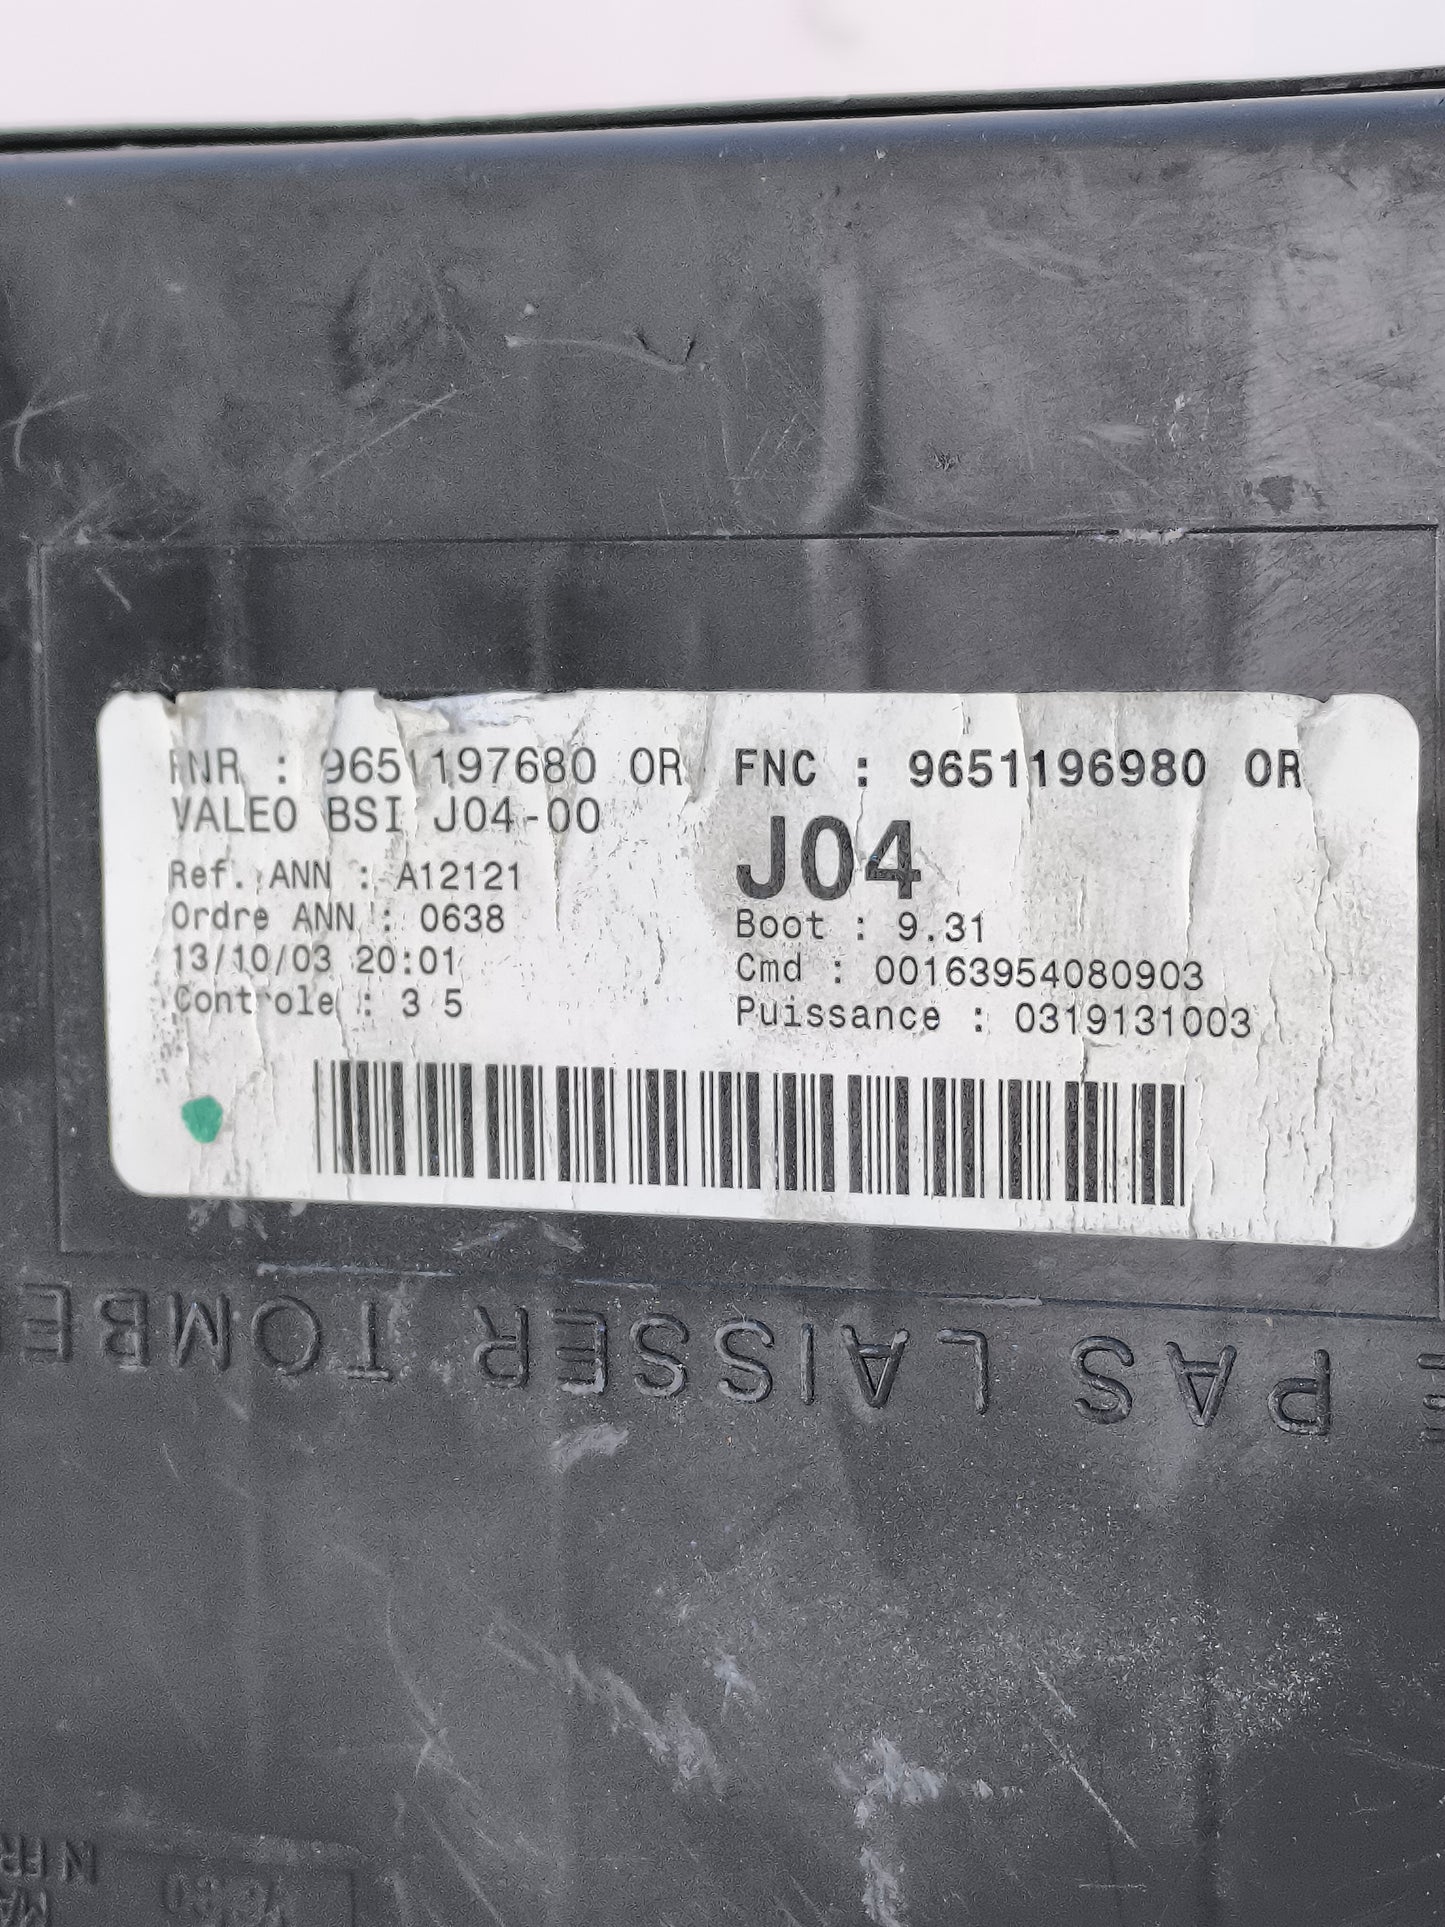 FNR : 9651197680 OR FNC : 9651196980 OR
VALEO BSI J04-00
J04
Ref. ANN : A12121
Ordre ANN : 0638
Boot : 9.31
13/10/03 20:01
Cmd : 00163954080903
Controle : 3 5
Puissance : 0319131003
PAS LAISSER TOMBE